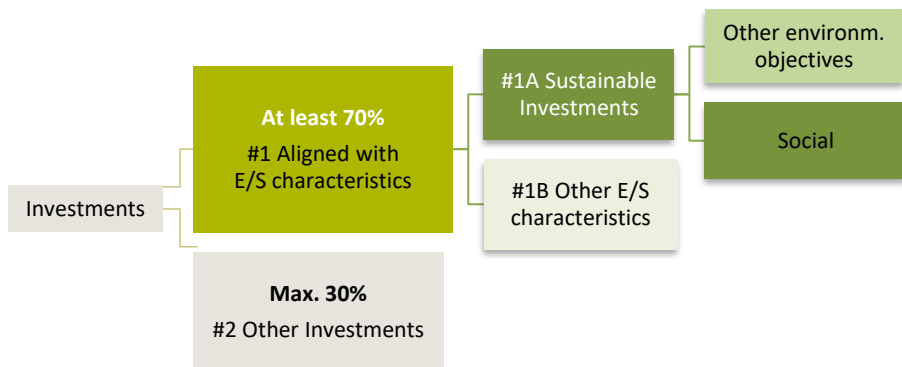 Investments
At least 70%
#1 Aligned with
E/S characteristics
Max. 30%
#2 Other Investments
#1A Sustainable
Investments
#1B Other E/S
characteristics
Other environm.
objectives
Social